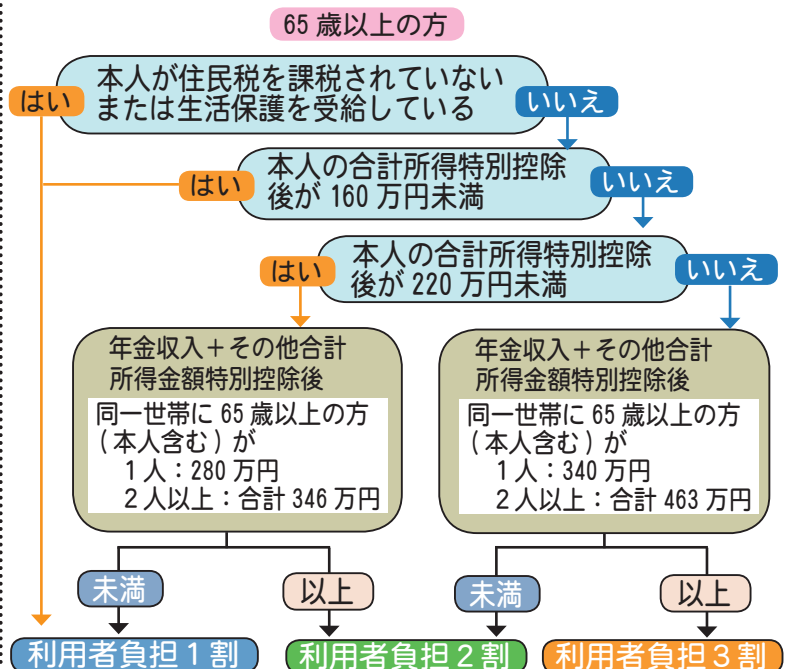 65 歳以上の方
本人が住民税を課税されていない
または生活保護を受給している
はい
いいえ
本人の合計所得特別控除
後が 160 万円未満
はい
いいえ
本人の合計所得特別控除
後が 220 万円未満
はい
いいえ
年金収入＋その他合計
所得金額特別控除後
同一世帯に 65 歳以上の方
(本人含む) が
1人：280 万円
2人以上：合計 346 万円
年金収入＋その他合計
所得金額特別控除後
同一世帯に 65 歳以上の方
(本人含む) が
1人：340 万円
2人以上：合計 463 万円
未満
以上
未満
以上
利用者負担1割
利用者負担2割
利用者負担3割